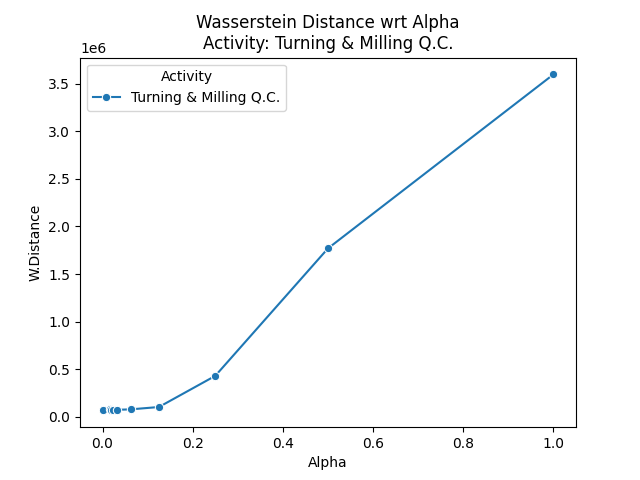 Wasserstein Distance wrt Alpha
Activity: Turning & Milling Q.C.
1e6
Activity
Turning & Milling Q.C.
3.5
3.0
2.5
2.0
1.5
1.0
0.5
0.0
W.Distance
0.0 0.2 0.4 0.6 0.8 1.0
Alpha